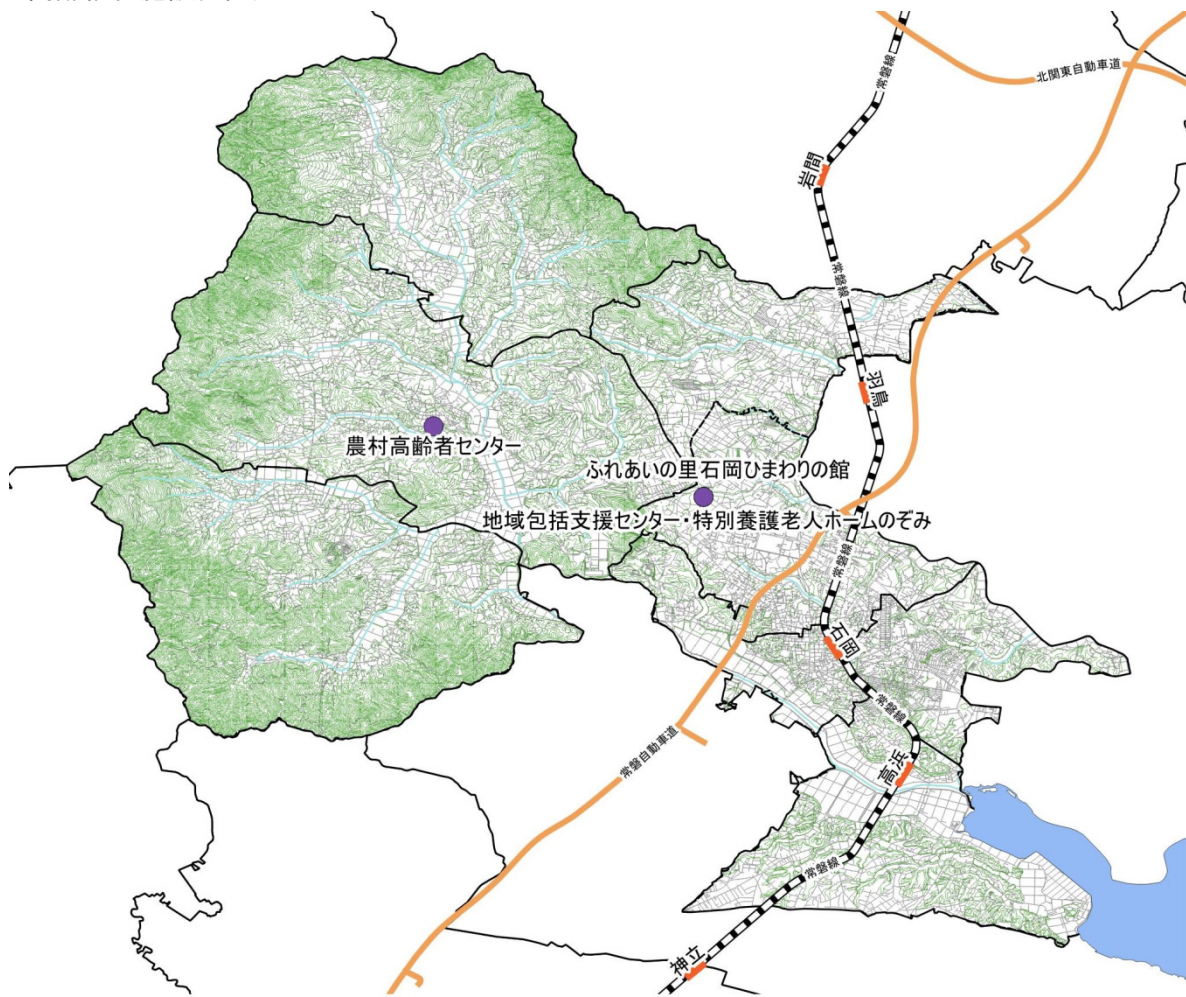 北関東自動車道
常磐線
岩間
常磐線
羽鳥
農村高齢者センター
ふれあいの里石岡ひまわりの館
地域包括支援センター・特別養護老人ホームのぞみ
常磐線
石岡
常磐線
高浜
常磐自動車道
常磐線
神立